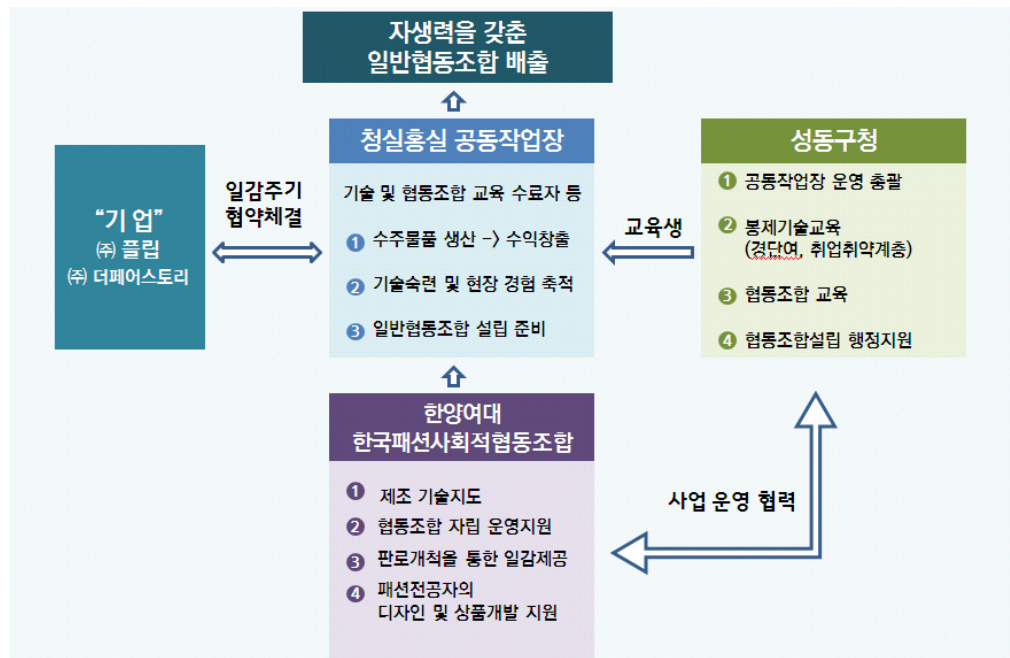 자생력을 갖춘
일반협동조합 배출
청실홍실 공동작업장
기술 및 협동조합 교육 수료자 등
1 수주물품 생산 -> 수익창출
2 기술숙련 및 현장 경험 축적
3 일반협동조합 설립 준비
성동구청
1 공동작업장 운영 총괄
2 봉제기술교육
(경단여, 취업취약계층)
3 협동조합 교육
4 협동조합설립 행정지원
"기 업"
㈜ 플립
㈜ 더페어스토리
일감주기
협약체결
교육생
한양여대
한국패션사회적협동조합
1 제조 기술지도
2 협동조합 자립 운영지원
3 판로개척을 통한 일감제공
4 패션전공자의
디자인 및 상품개발 지원
사업 운영 협력